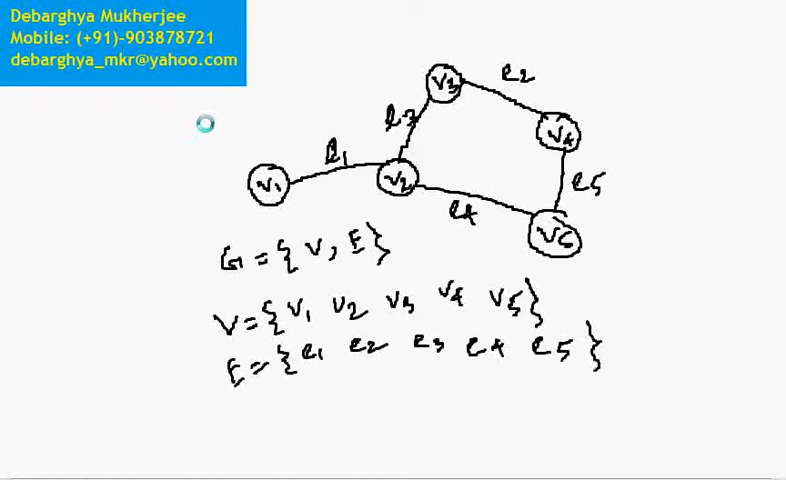 Debarghya Mukherjee
Mobile: (+91)-903878721
debarghya_mkr@yahoo.com
e2
V3
e3
V4
e1
V1
V2
e5
e4
V5
G={V, E}
V={V1 V2 V3 V4 V5}
E={e1 e2 e3 e4 e5}